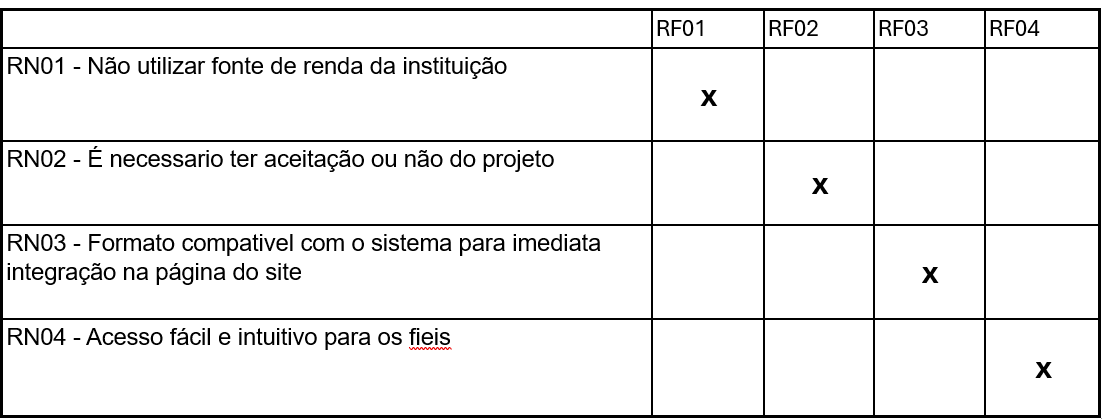 RF01 RF02 RF03 RF04
RN01 - Não utilizar fonte de renda da instituição
x
RN02 - É necessario ter aceitação ou não do projeto
x
RN03 - Formato compativel com o sistema para imediata
integração na página do site
x
RN04 - Acesso fácil e intuitivo para os fieis
x